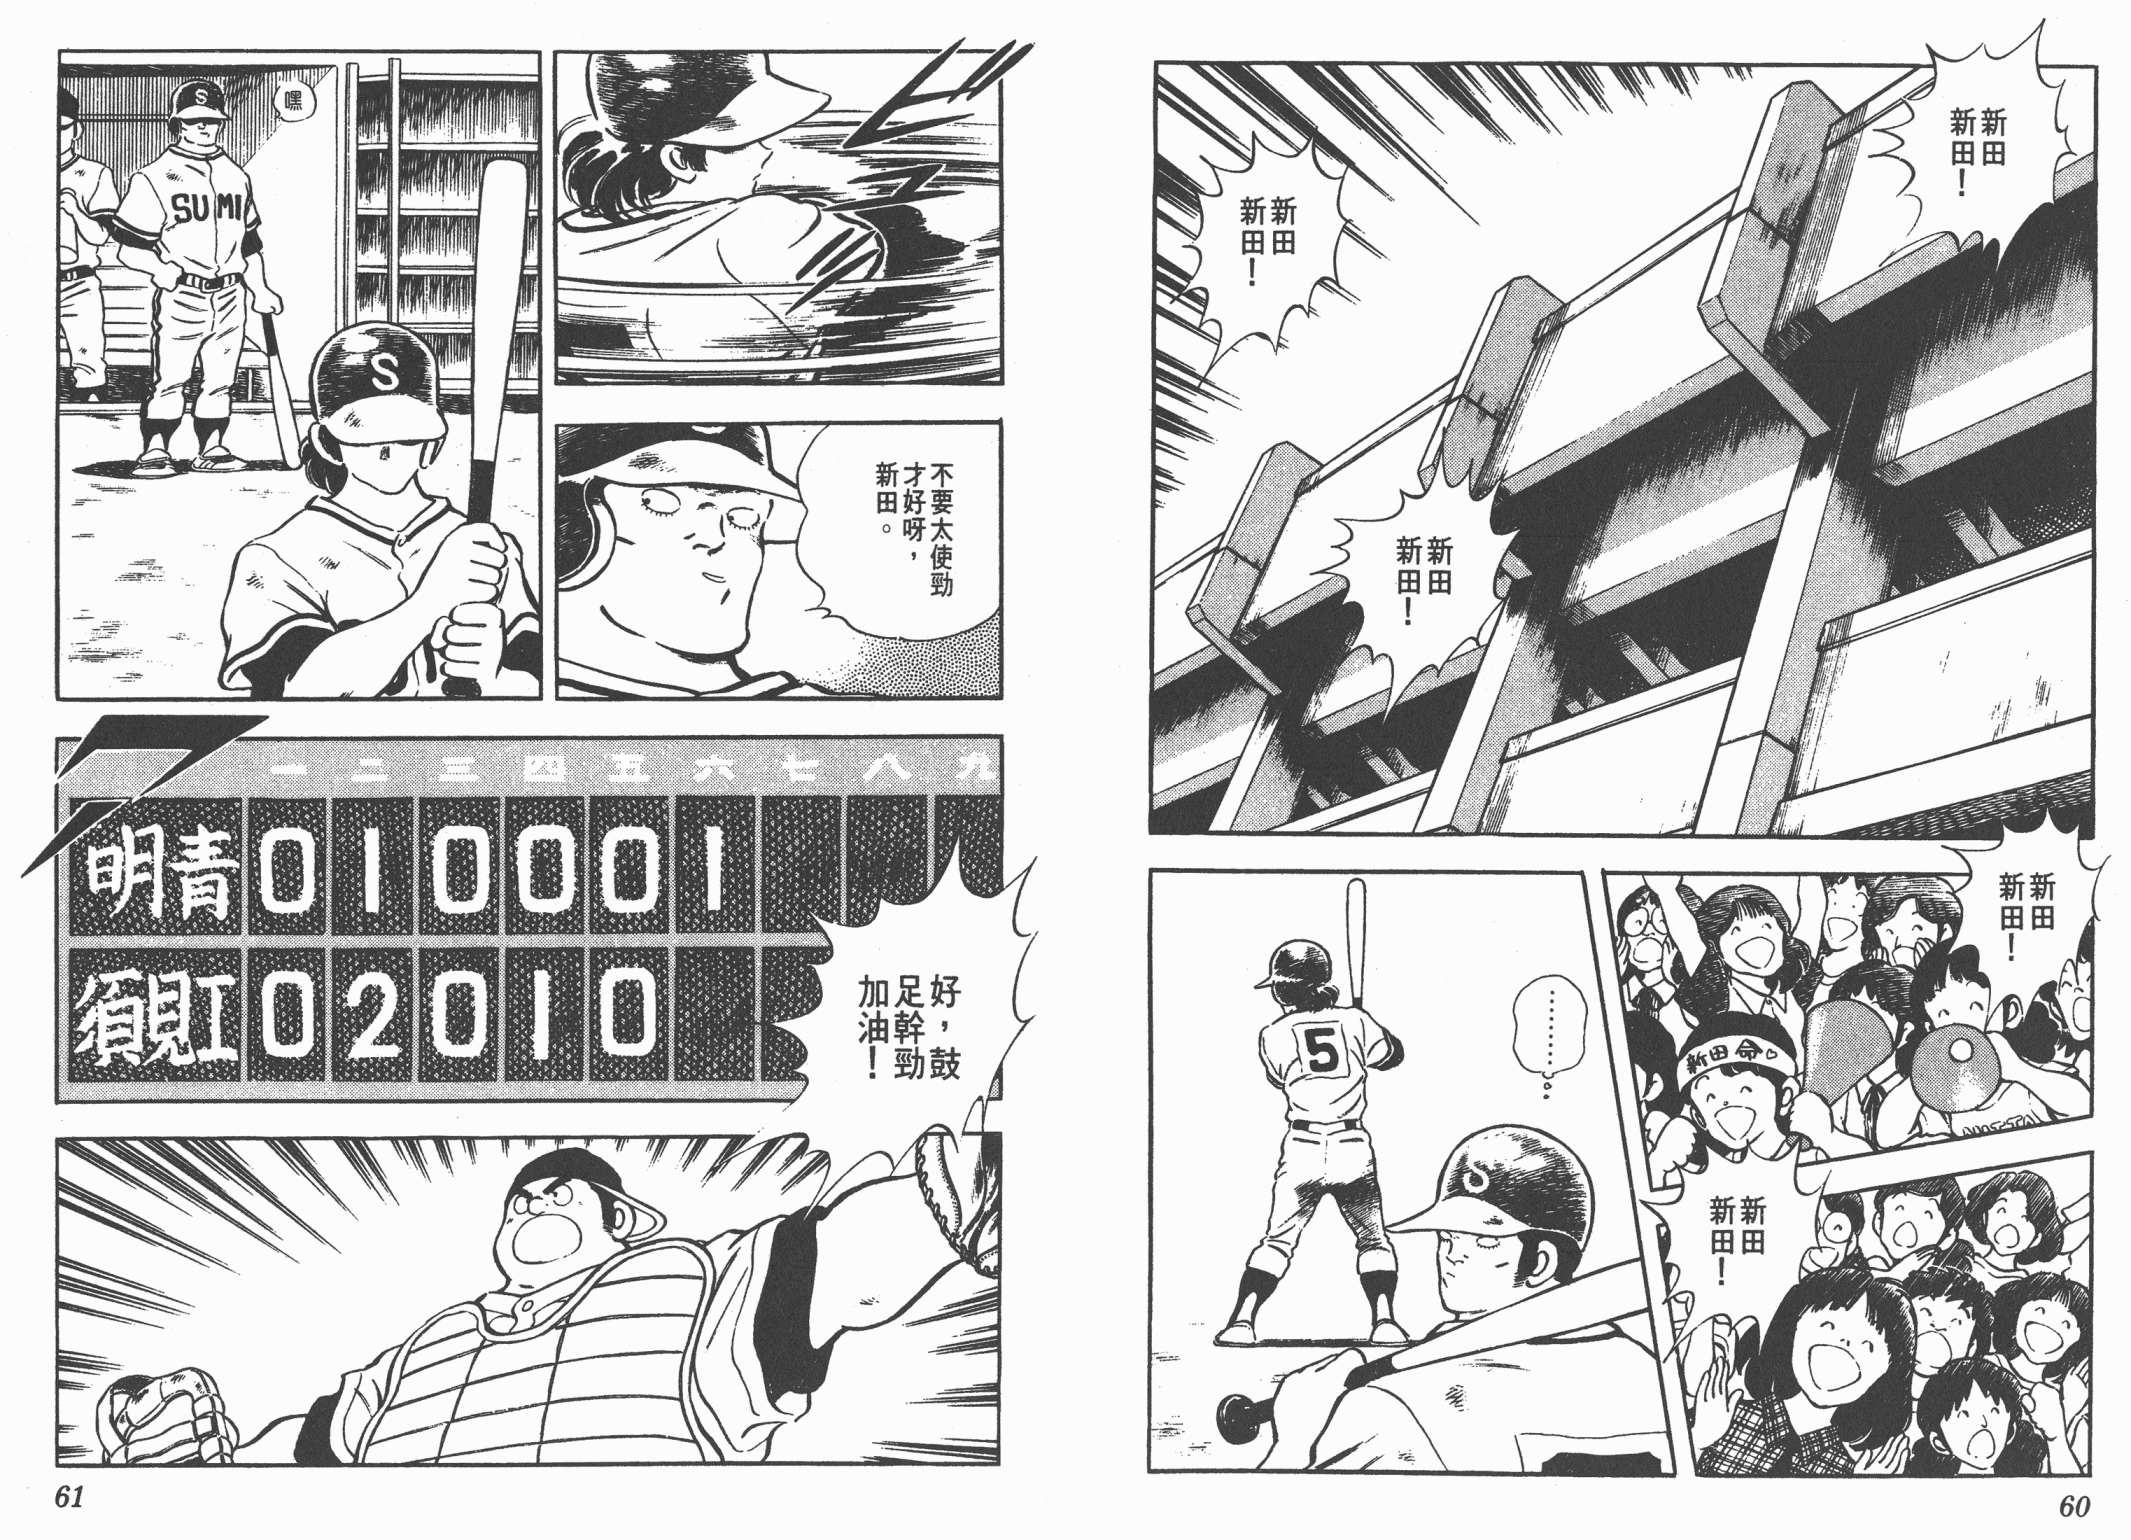 新田
新田！
新田
新田！
新田
新田！
新田
新田！
新田命♡
新田
新田！
………
5
S
60
不要太使勁
才好呀，
新田。
嘿
S
SUMI
S
一 二 三 四 五 六 七 八 九
明青 0 1 0 0 0 1
須見工 0 2 0 1 0
好，鼓
足幹勁
加油！
61